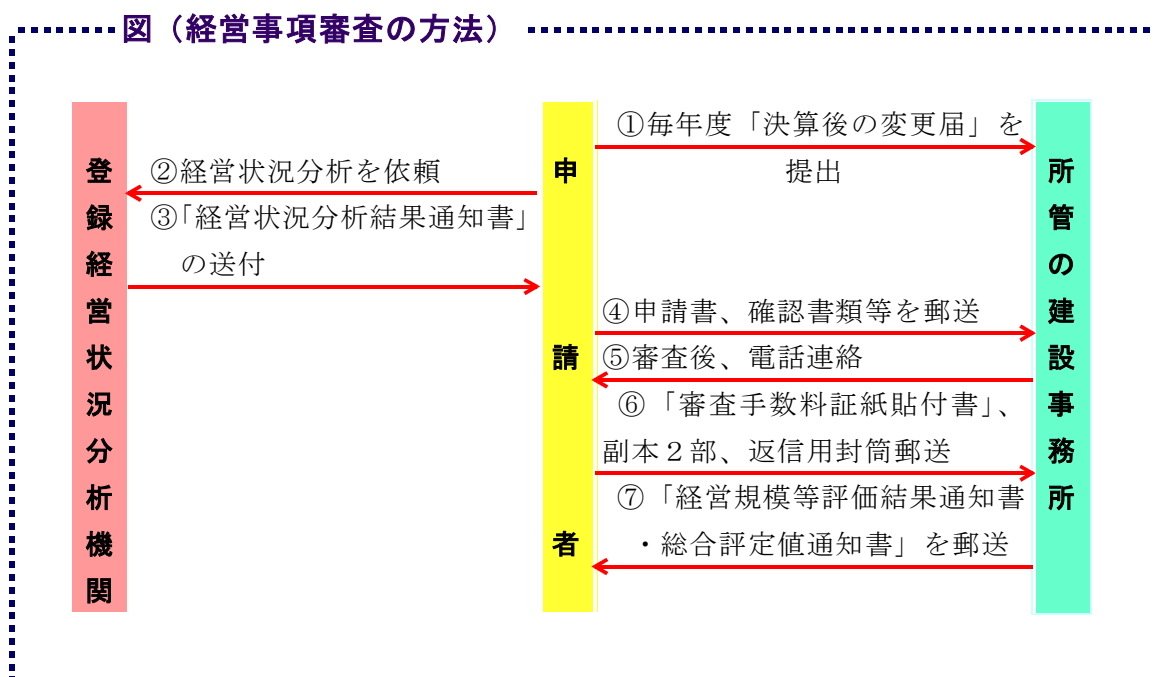 図（経営事項審査の方法）
登録経営状況分析機関
申請者
所管の建設事務所
①毎年度「決算後の変更届」を
提出
②経営状況分析を依頼
③「経営状況分析結果通知書」
の送付
④申請書、確認書類等を郵送
⑤審査後、電話連絡
⑥「審査手数料証紙貼付書」、
副本２部、返信用封筒郵送
⑦「経営規模等評価結果通知書
・総合評定値通知書」を郵送